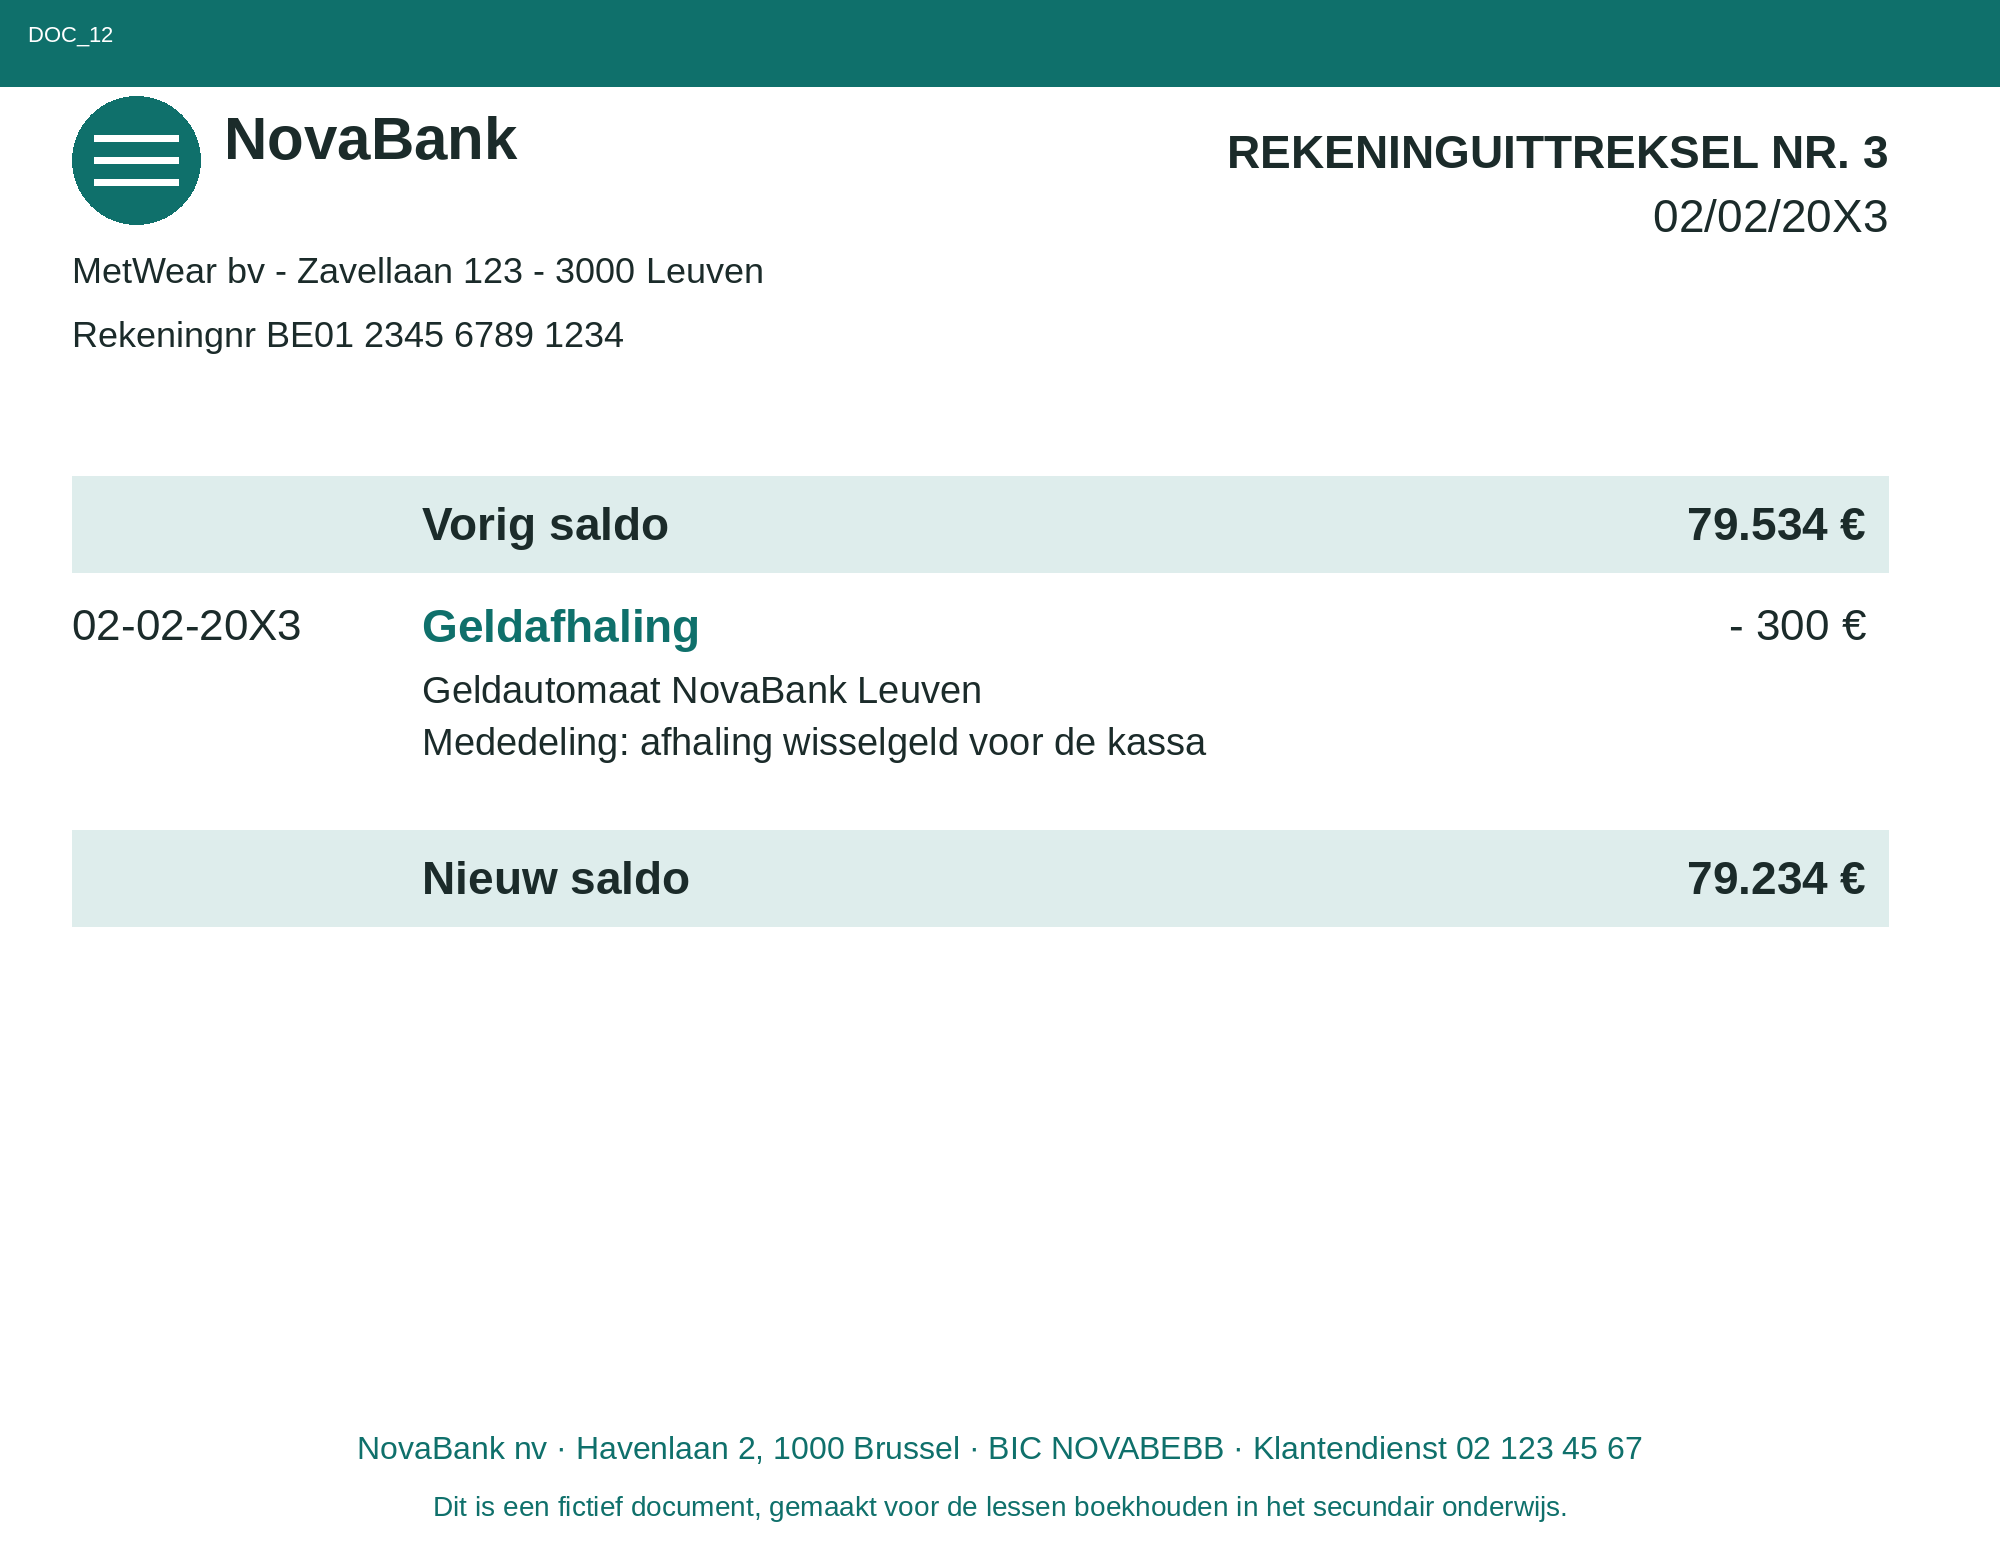 DOC_12
NovaBank
REKENINGUITTREKSEL NR. 3
02/02/20X3
MetWear bv - Zavellaan 123 - 3000 Leuven
Rekeningnr BE01 2345 6789 1234
Vorig saldo 79.534 €
02-02-20X3 Geldafhaling - 300 €
Geldautomaat NovaBank Leuven
Mededeling: afhaling wisselgeld voor de kassa
Nieuw saldo 79.234 €
NovaBank nv · Havenlaan 2, 1000 Brussel · BIC NOVABEBB · Klantendienst 02 123 45 67
Dit is een fictief document, gemaakt voor de lessen boekhouden in het secundair onderwijs.